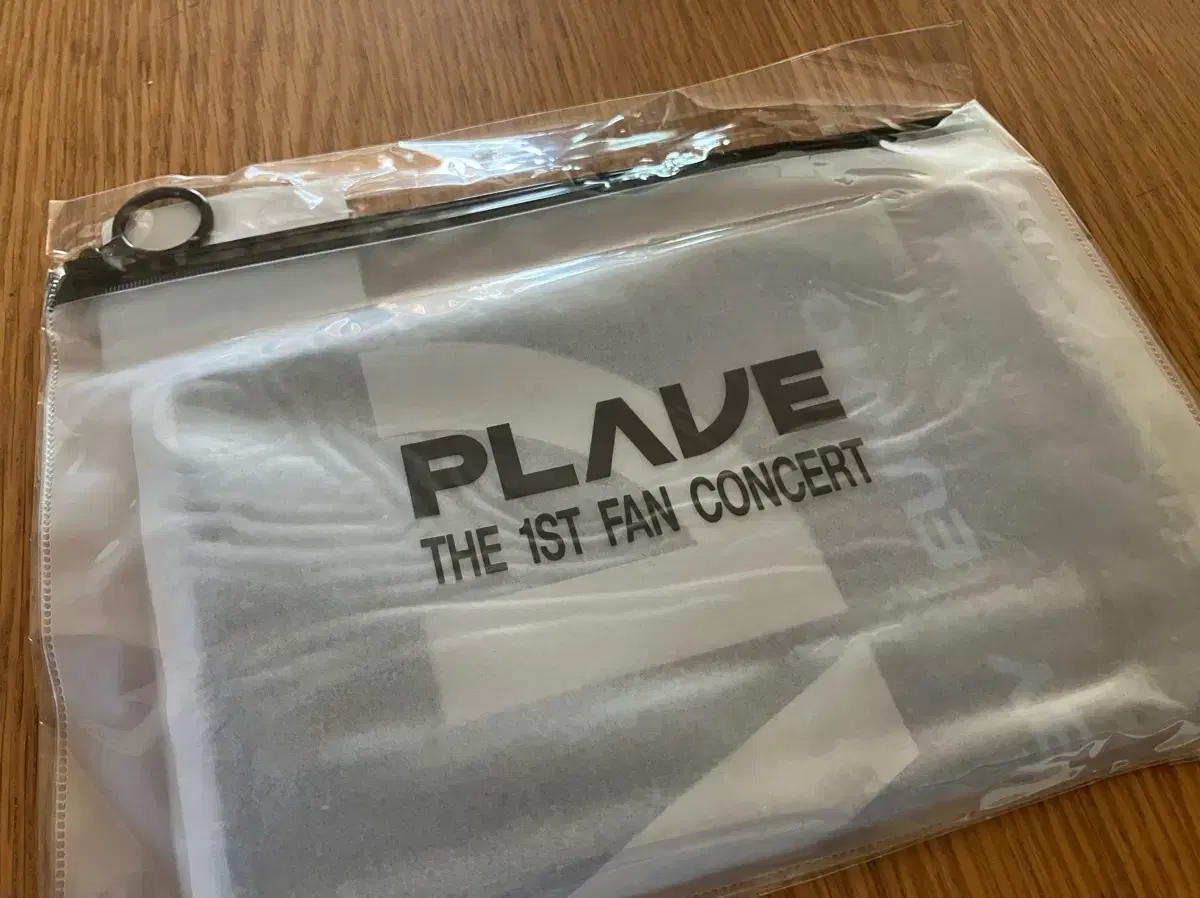 PLAVE
THE 1ST FAN CONCERT